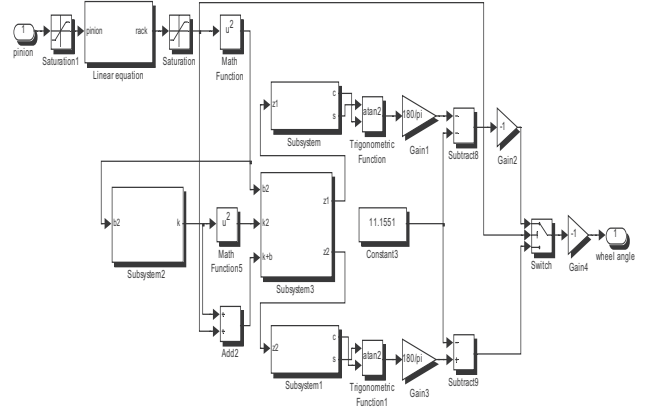 1
pinion
Saturation1
pinion
rack
Linear equation
Saturation
u2
Math
Function
z1
c
s
Subsystem
atan2
Trigonometric
Function
180/pi
Gain1
Subtract8
-1
Gain2
b2
k
Subsystem2
u2
Math
Function5
b2
k2
k+b
z1
z2
Subsystem3
11.1551
Constant3
Switch
-1
Gain4
1
wheel angle
+
+
Add2
z2
c
s
Subsystem1
atan2
Trigonometric
Function1
180/pi
Gain3
-
+
Subtract9